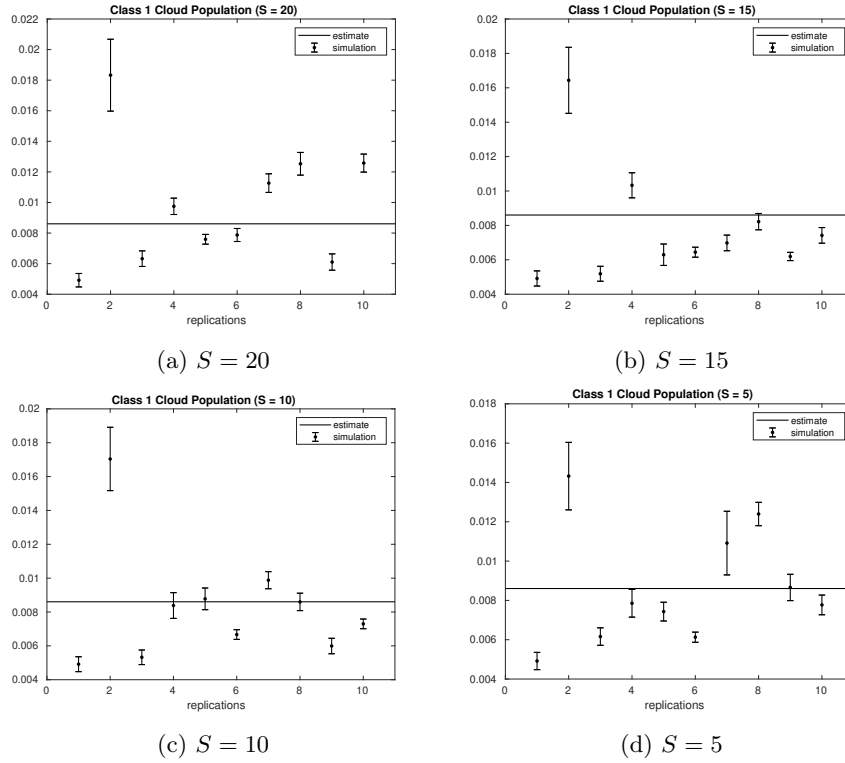 Class 1 Cloud Population (S = 20)
0.022
0.02
0.018
0.016
0.014
0.012
0.01
0.008
0.006
0.004
0 2 4 6 8 10
replications
estimate
simulation
(a) S = 20
Class 1 Cloud Population (S = 15)
0.02
0.018
0.016
0.014
0.012
0.01
0.008
0.006
0.004
0 2 4 6 8 10
replications
estimate
simulation
(b) S = 15
Class 1 Cloud Population (S = 10)
0.02
0.018
0.016
0.014
0.012
0.01
0.008
0.006
0.004
0 2 4 6 8 10
replications
estimate
simulation
(c) S = 10
Class 1 Cloud Population (S = 5)
0.018
0.016
0.014
0.012
0.01
0.008
0.006
0.004
0 2 4 6 8 10
replications
estimate
simulation
(d) S = 5